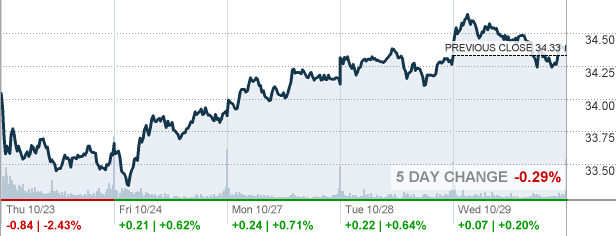 34.50
PREVIOUS CLOSE 34.33
34.25
34.00
33.75
33.50
5 DAY CHANGE -0.29%
Thu 10/23 Fri 10/24 Mon 10/27 Tue 10/28 Wed 10/29
-0.84 | -2.43% +0.21 | +0.62% +0.24 | +0.71% +0.22 | +0.64% +0.07 | +0.20%